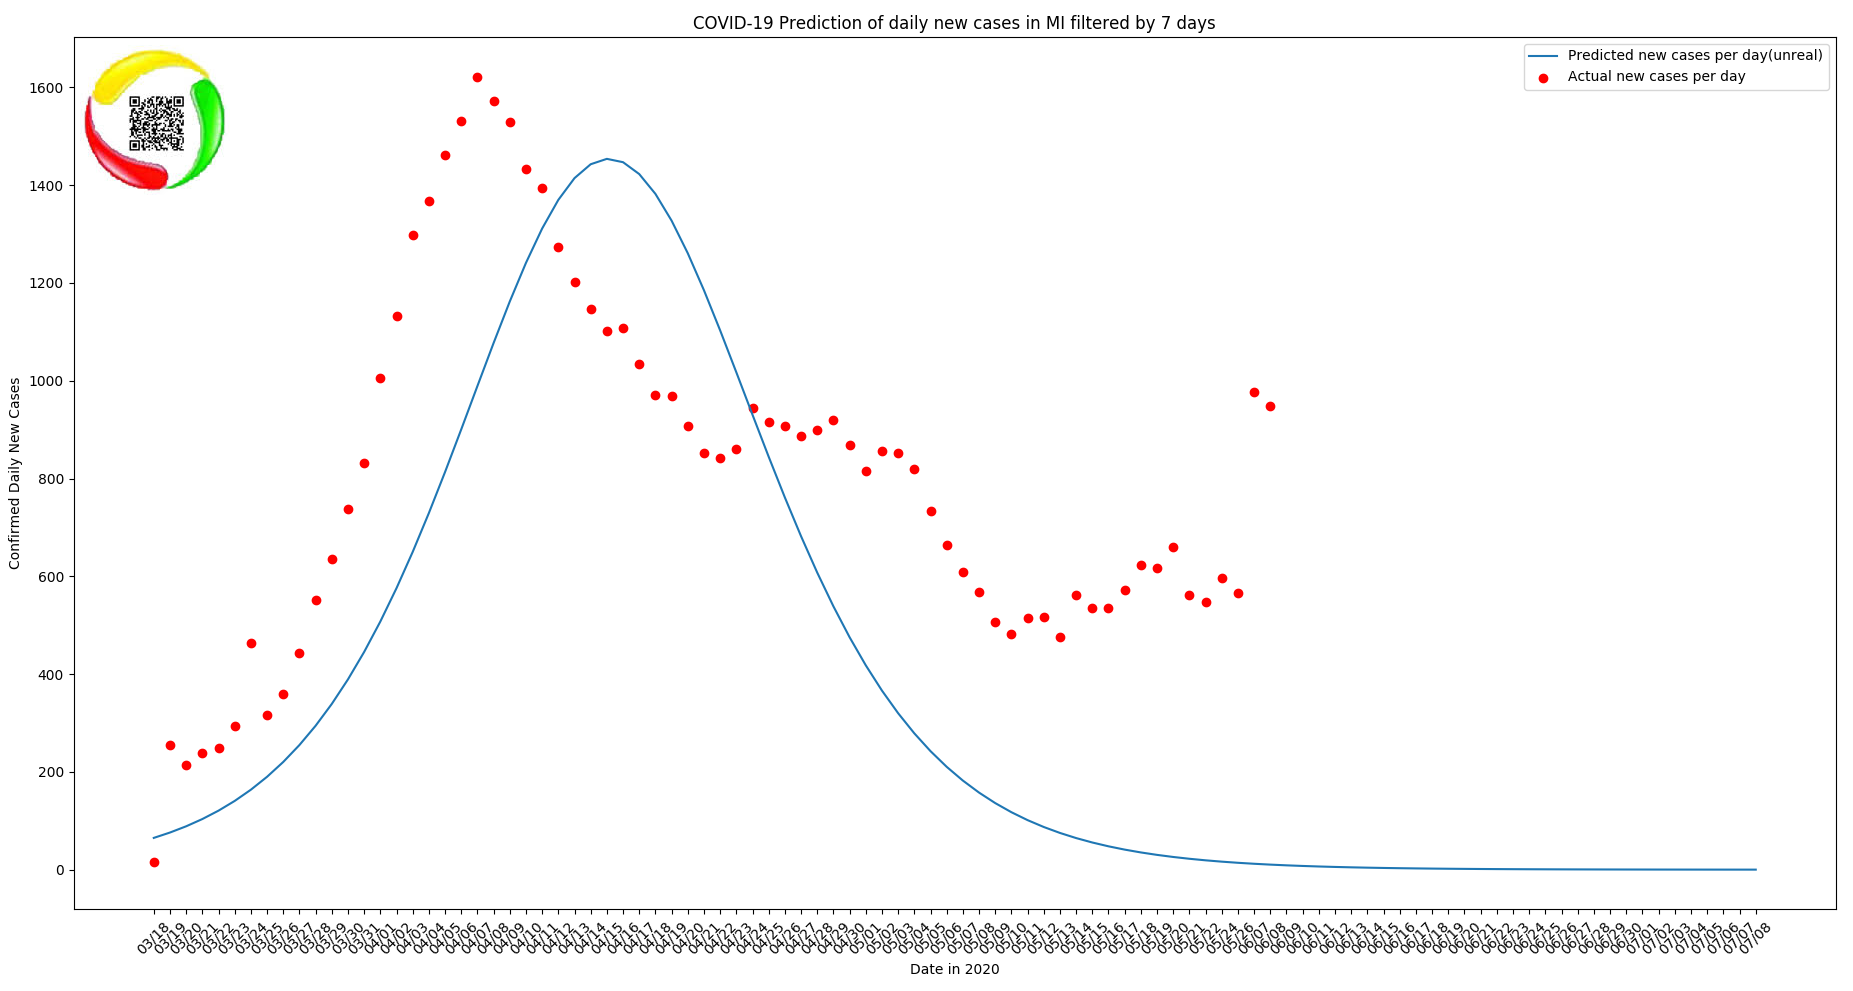 COVID-19 Prediction of daily new cases in MI filtered by 7 days
Predicted new cases per day(unreal)
Actual new cases per day
1600
1400
1200
1000
800
600
400
200
0
Confirmed Daily New Cases
03/18 03/19 03/20 03/21 03/22 03/23 03/24 03/25 03/26 03/27 03/28 03/29 03/30 03/31 04/01 04/02 04/03 04/04 04/05 04/06 04/07 04/08 04/09 04/10 04/11 04/12 04/13 04/14 04/15 04/16 04/17 04/18 04/19 04/20 04/21 04/22 04/23 04/24 04/25 04/26 04/27 04/28 04/29 04/30 05/01 05/02 05/03 05/04 05/05 05/06 05/07 05/08 05/09 05/10 05/11 05/12 05/13 05/14 05/15 05/16 05/17 05/18 05/19 05/20 05/21 05/22 05/24 05/26 06/07 06/08 06/09 06/10 06/11 06/12 06/13 06/14 06/15 06/16 06/17 06/18 06/19 06/20 06/21 06/22 06/23 06/24 06/25 06/26 06/27 06/28 06/29 06/30 07/01 07/02 07/03 07/04 07/05 07/06 07/07 07/08
Date in 2020